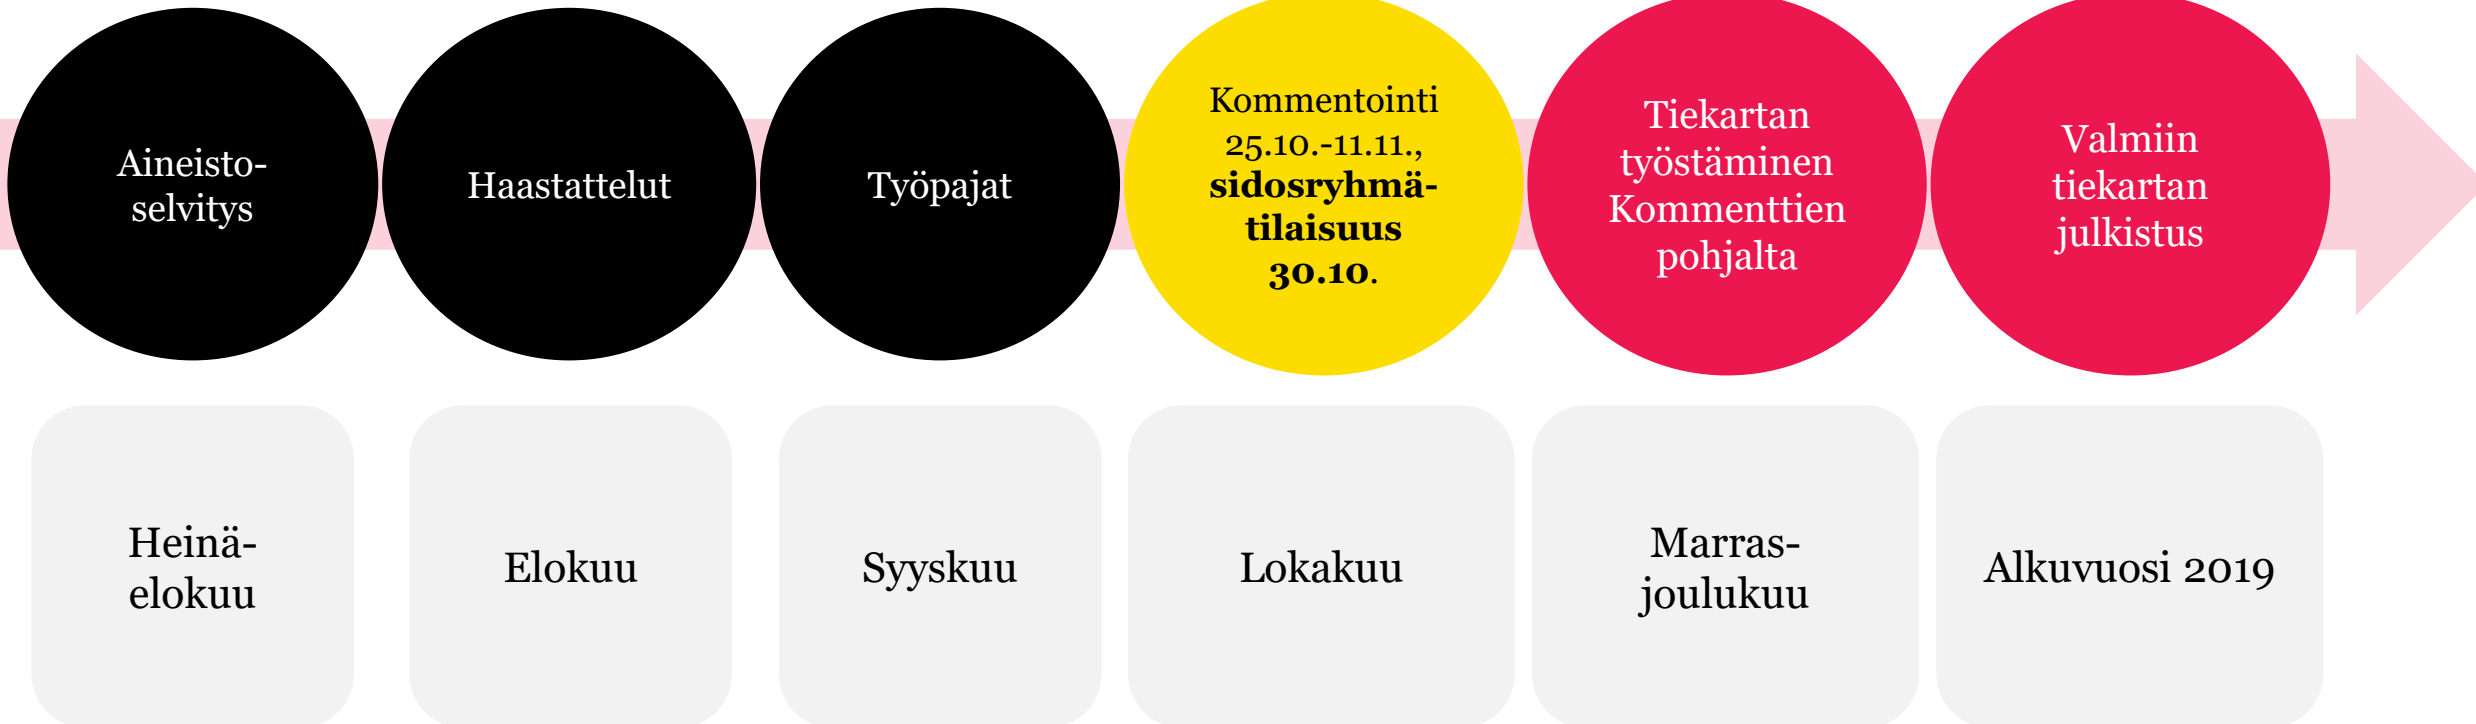 Aineisto-
selvitys
Haastattelut
Työpajat
Kommentointi
25.10.-11.11.,
sidosryhmä-
tilaisuus
30.10.
Tiekartan
työstäminen
Kommenttien
pohjalta
Valmiin
tiekartan
julkistus
Heinä-
elokuu
Elokuu
Syyskuu
Lokakuu
Marras-
joulukuu
Alkuvuosi 2019